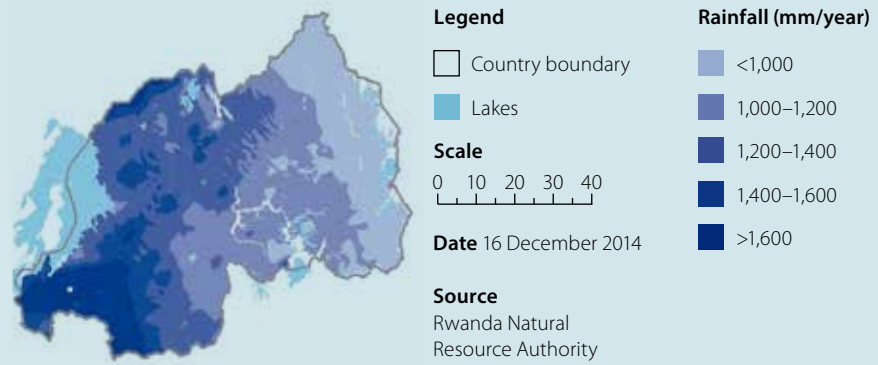 Legend
Country boundary
Lakes
Scale
0 10 20 30 40
Date 16 December 2014
Source
Rwanda Natural
Resource Authority
Rainfall (mm/year)
<1,000
1,000–1,200
1,200–1,400
1,400–1,600
>1,600